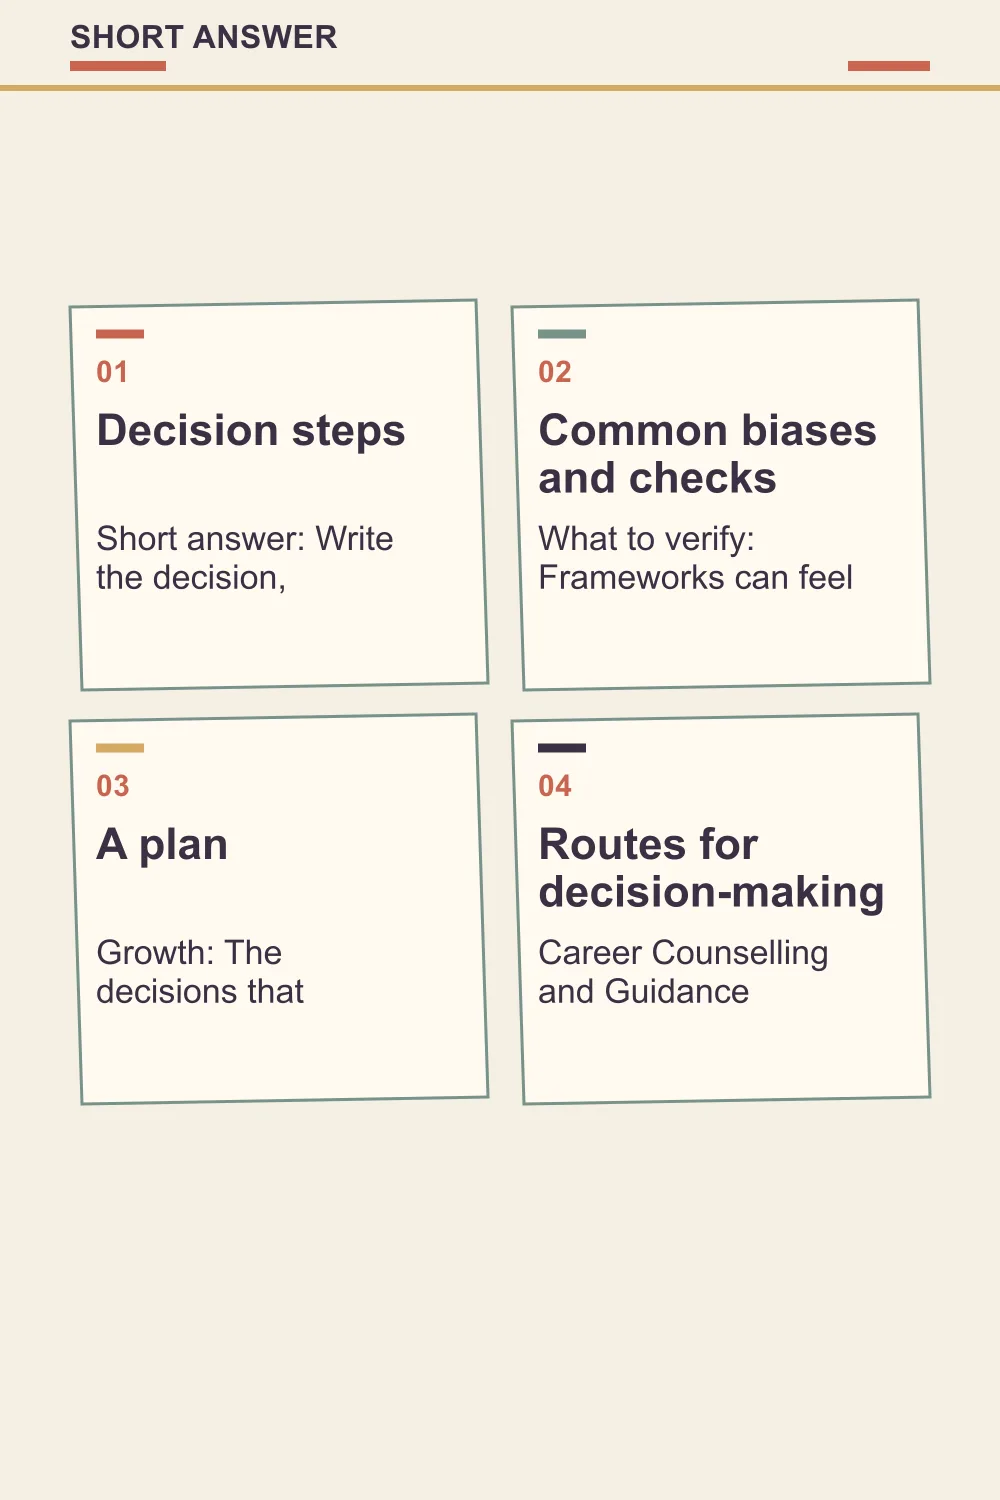 SHORT ANSWER
01
Decision steps
Short answer: Write
the decision,
02
Common biases
and checks
What to verify:
Frameworks can feel
03
A plan
Growth: The
decisions that
04
Routes for
decision-making
Career Counselling
and Guidance